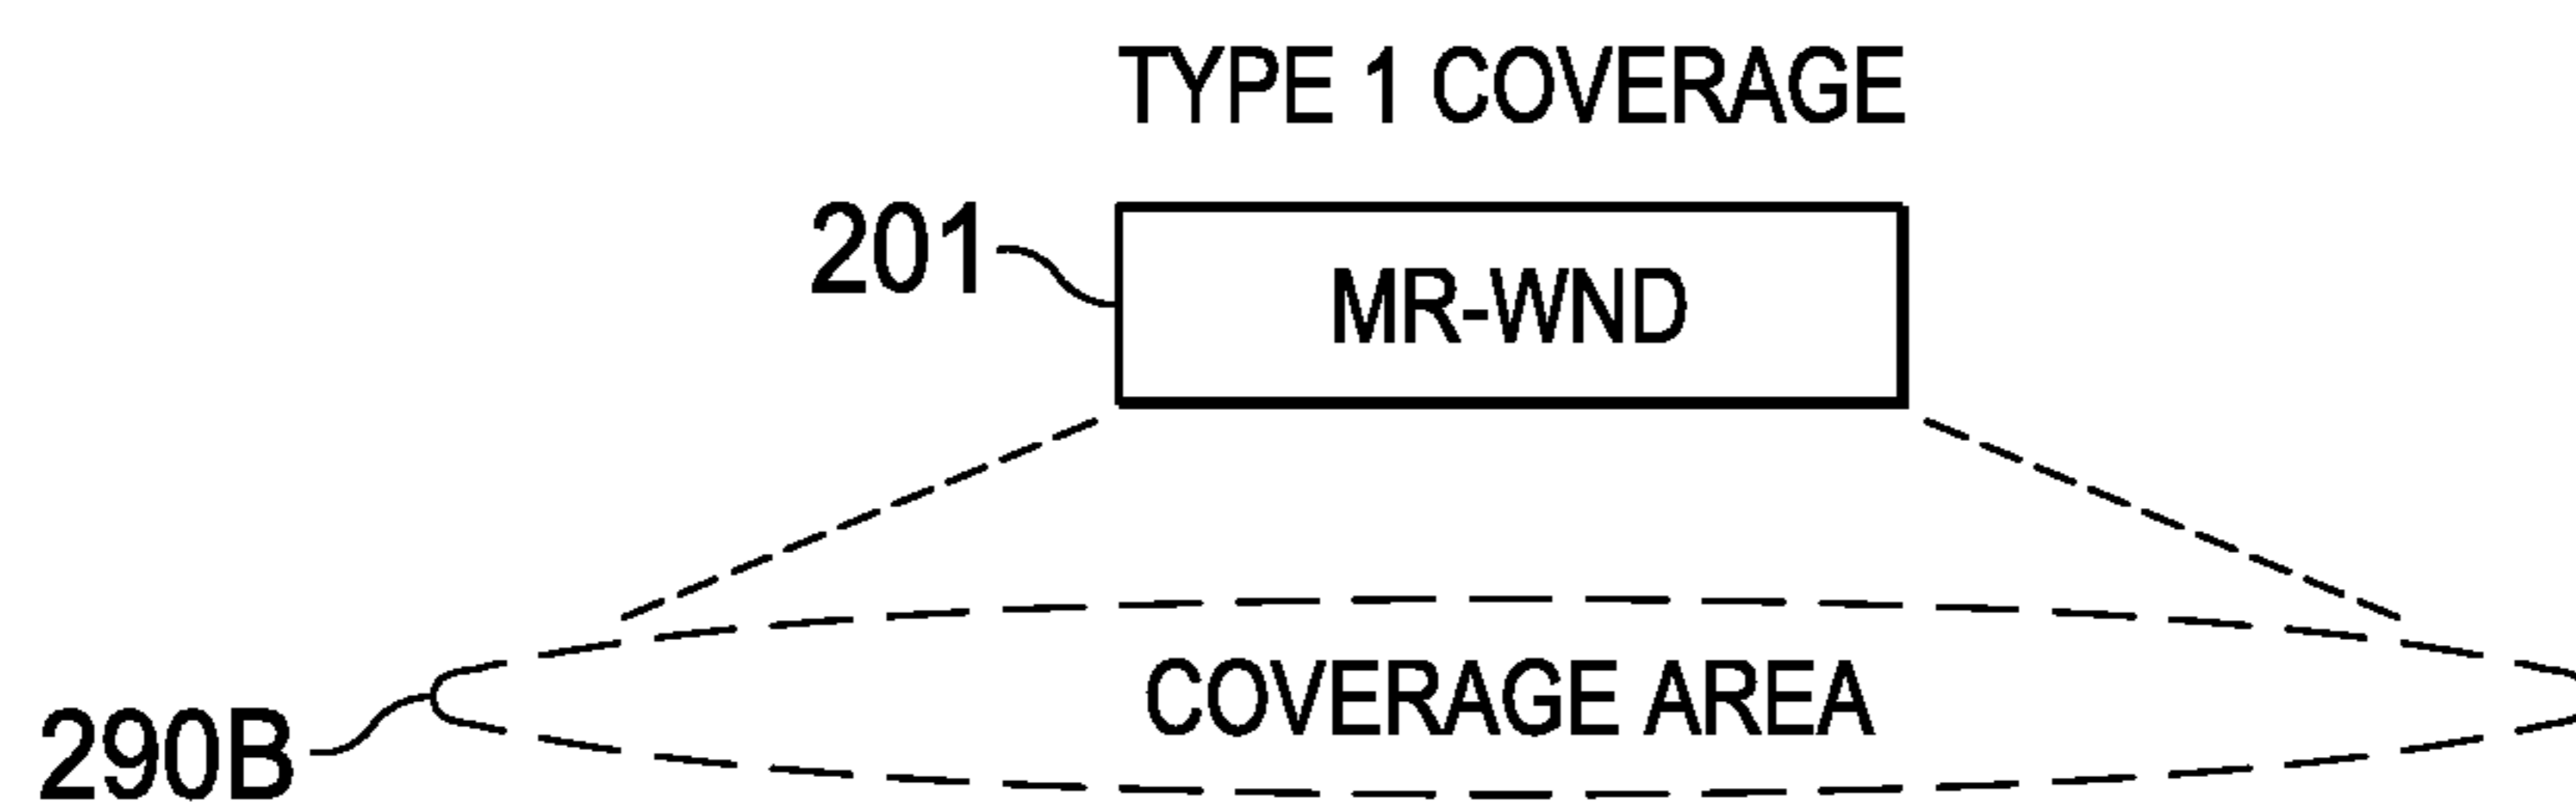 TYPE 1 COVERAGE
201
MR-WND
COVERAGE AREA
290B